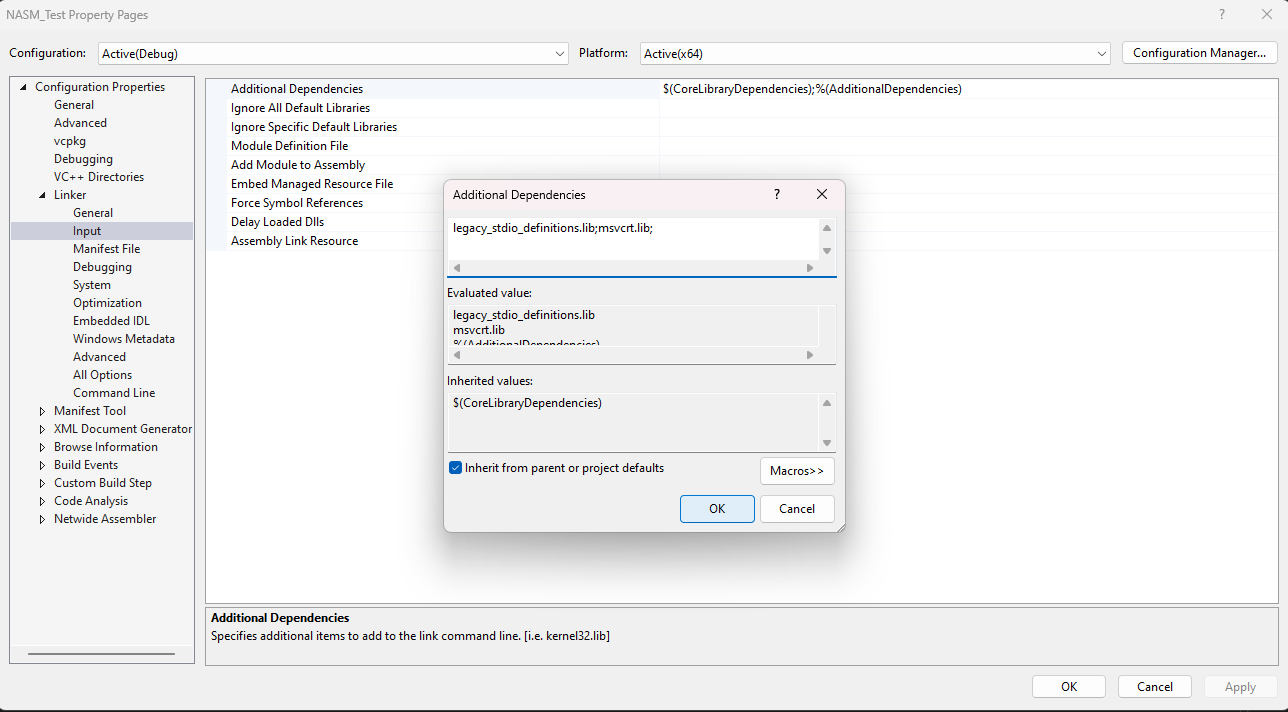 NASM_Test Property Pages
?
Configuration: Active(Debug) Platform: Active(x64) Configuration Manager...
Configuration Properties
General
Advanced
vcpkg
Debugging
VC++ Directories
Linker
General
Input
Manifest File
Debugging
System
Optimization
Embedded IDL
Windows Metadata
Advanced
All Options
Command Line
Manifest Tool
XML Document Generator
Browse Information
Build Events
Custom Build Step
Code Analysis
Netwide Assembler
Additional Dependencies $(CoreLibraryDependencies);%(AdditionalDependencies)
Ignore All Default Libraries
Ignore Specific Default Libraries
Module Definition File
Add Module to Assembly
Embed Managed Resource File
Force Symbol References
Delay Loaded Dlls
Assembly Link Resource
Additional Dependencies ?
legacy_stdio_definitions.lib;msvcrt.lib;
Evaluated value:
legacy_stdio_definitions.lib
msvcrt.lib
%(AdditionalDependencies)
Inherited values:
$(CoreLibraryDependencies)
Inherit from parent or project defaults
Macros>>
OK Cancel
Additional Dependencies
Specifies additional items to add to the link command line. [i.e. kernel32.lib]
OK Cancel Apply